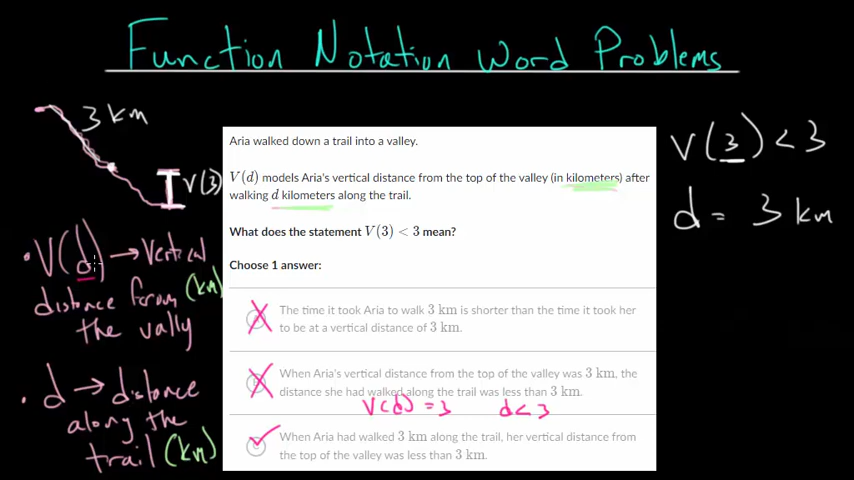 Function Notation Word Problems
3 km
V(3)
• V(d) → Vertical
distance from (km)
the vally
• d → distance
along the
trail (km)
Aria walked down a trail into a valley.
V(d) models Aria's vertical distance from the top of the valley (in kilometers) after
walking d kilometers along the trail.
What does the statement V(3) < 3 mean?
Choose 1 answer:
The time it took Aria to walk 3 km is shorter than the time it took her
to be at a vertical distance of 3 km.
When Aria's vertical distance from the top of the valley was 3 km, the
distance she had walked along the trail was less than 3 km.
V(d) = 3 d<3
When Aria had walked 3 km along the trail, her vertical distance from
the top of the valley was less than 3 km.
V(3) < 3
d = 3 km